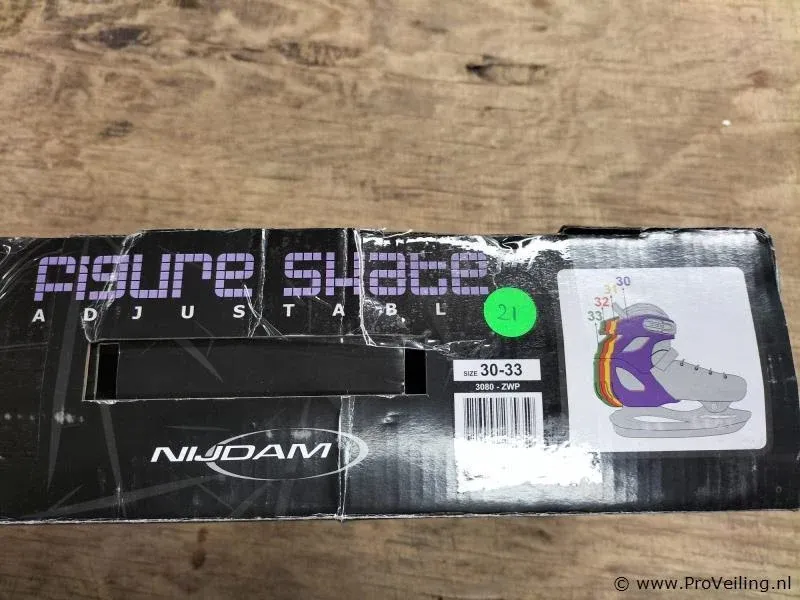 Figure Skate
ADJUSTABL
21
SIZE 30-33
3080 - ZWP
NIJDAM
30
31
32
33
© www.ProVeiling.nl